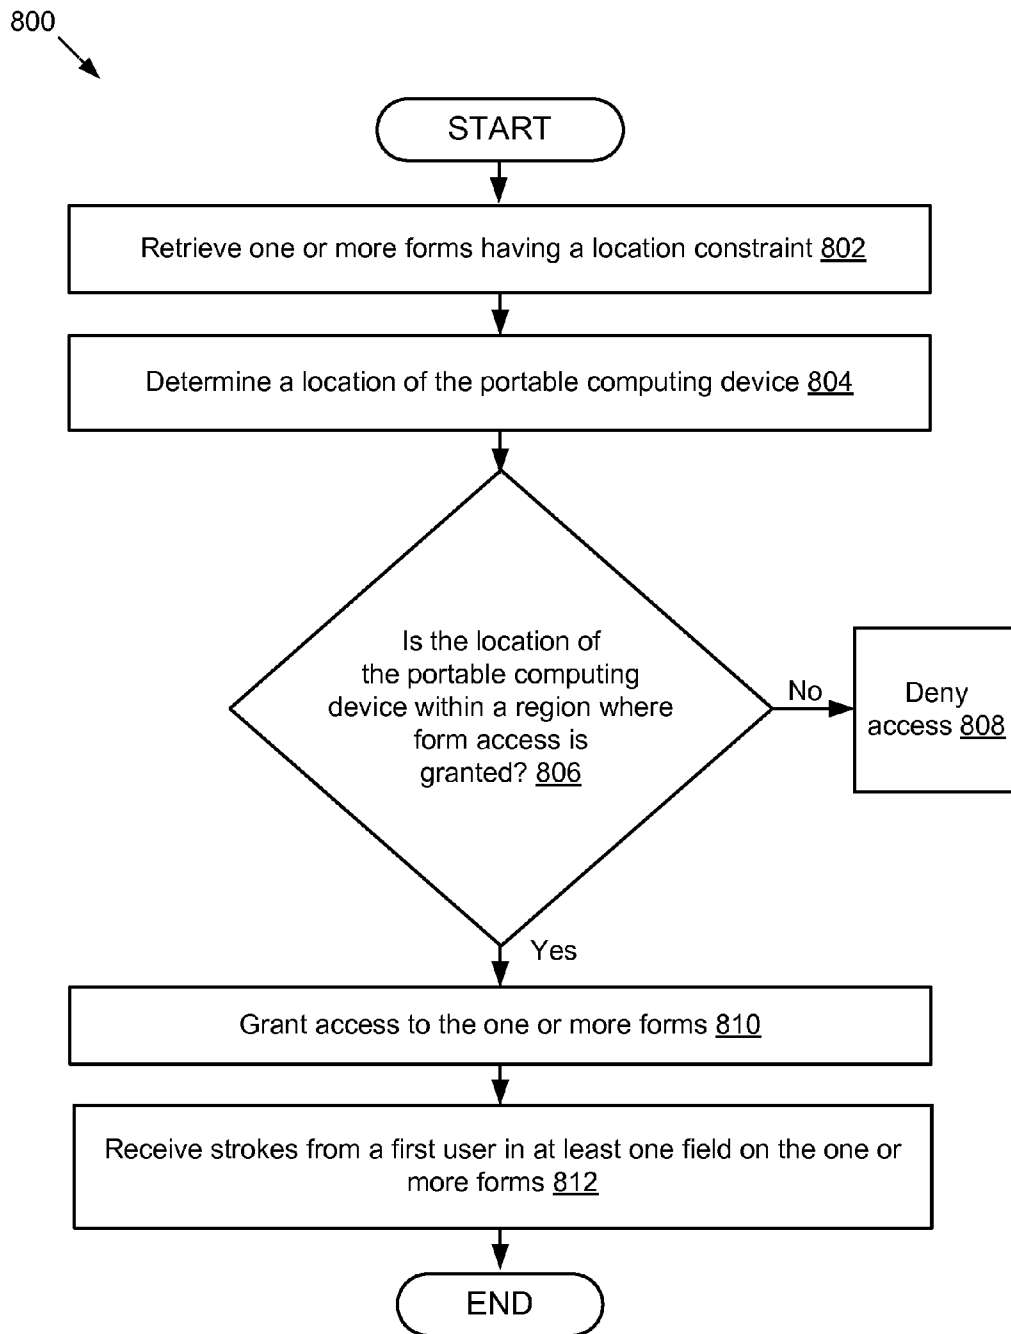 800
START
Retrieve one or more forms having a location constraint 802
Determine a location of the portable computing device 804
Is the location of
the portable computing
device within a region where
form access is
granted? 806
No
Deny
access 808
Yes
Grant access to the one or more forms 810
Receive strokes from a first user in at least one field on the one or
more forms 812
END